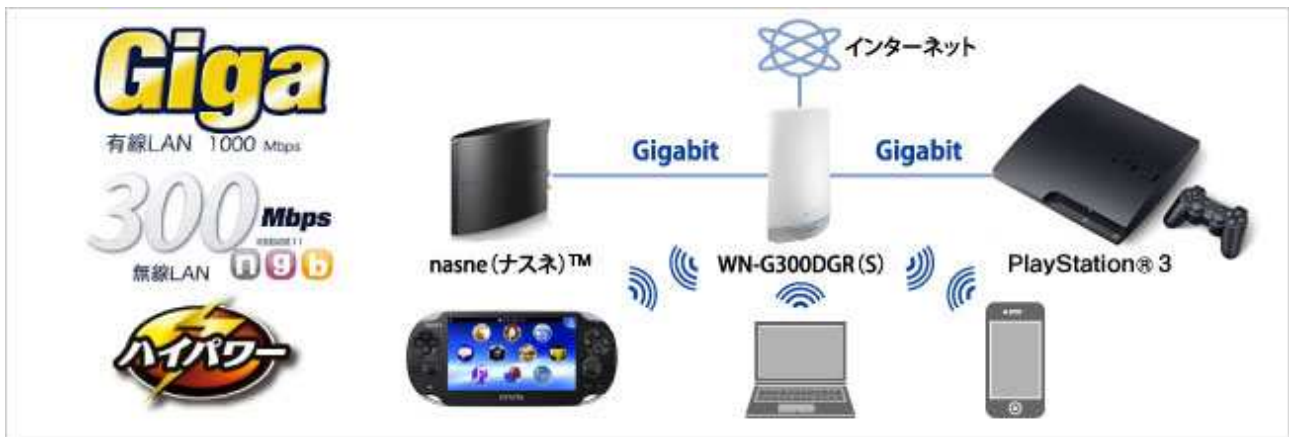 Giga
有線LAN 1000 Mbps
300 Mbps
無線LAN n g b
ハイパワー
インターネット
Gigabit
Gigabit
nasne(ナスネ)™
WN-G300DGR(S)
PlayStation® 3